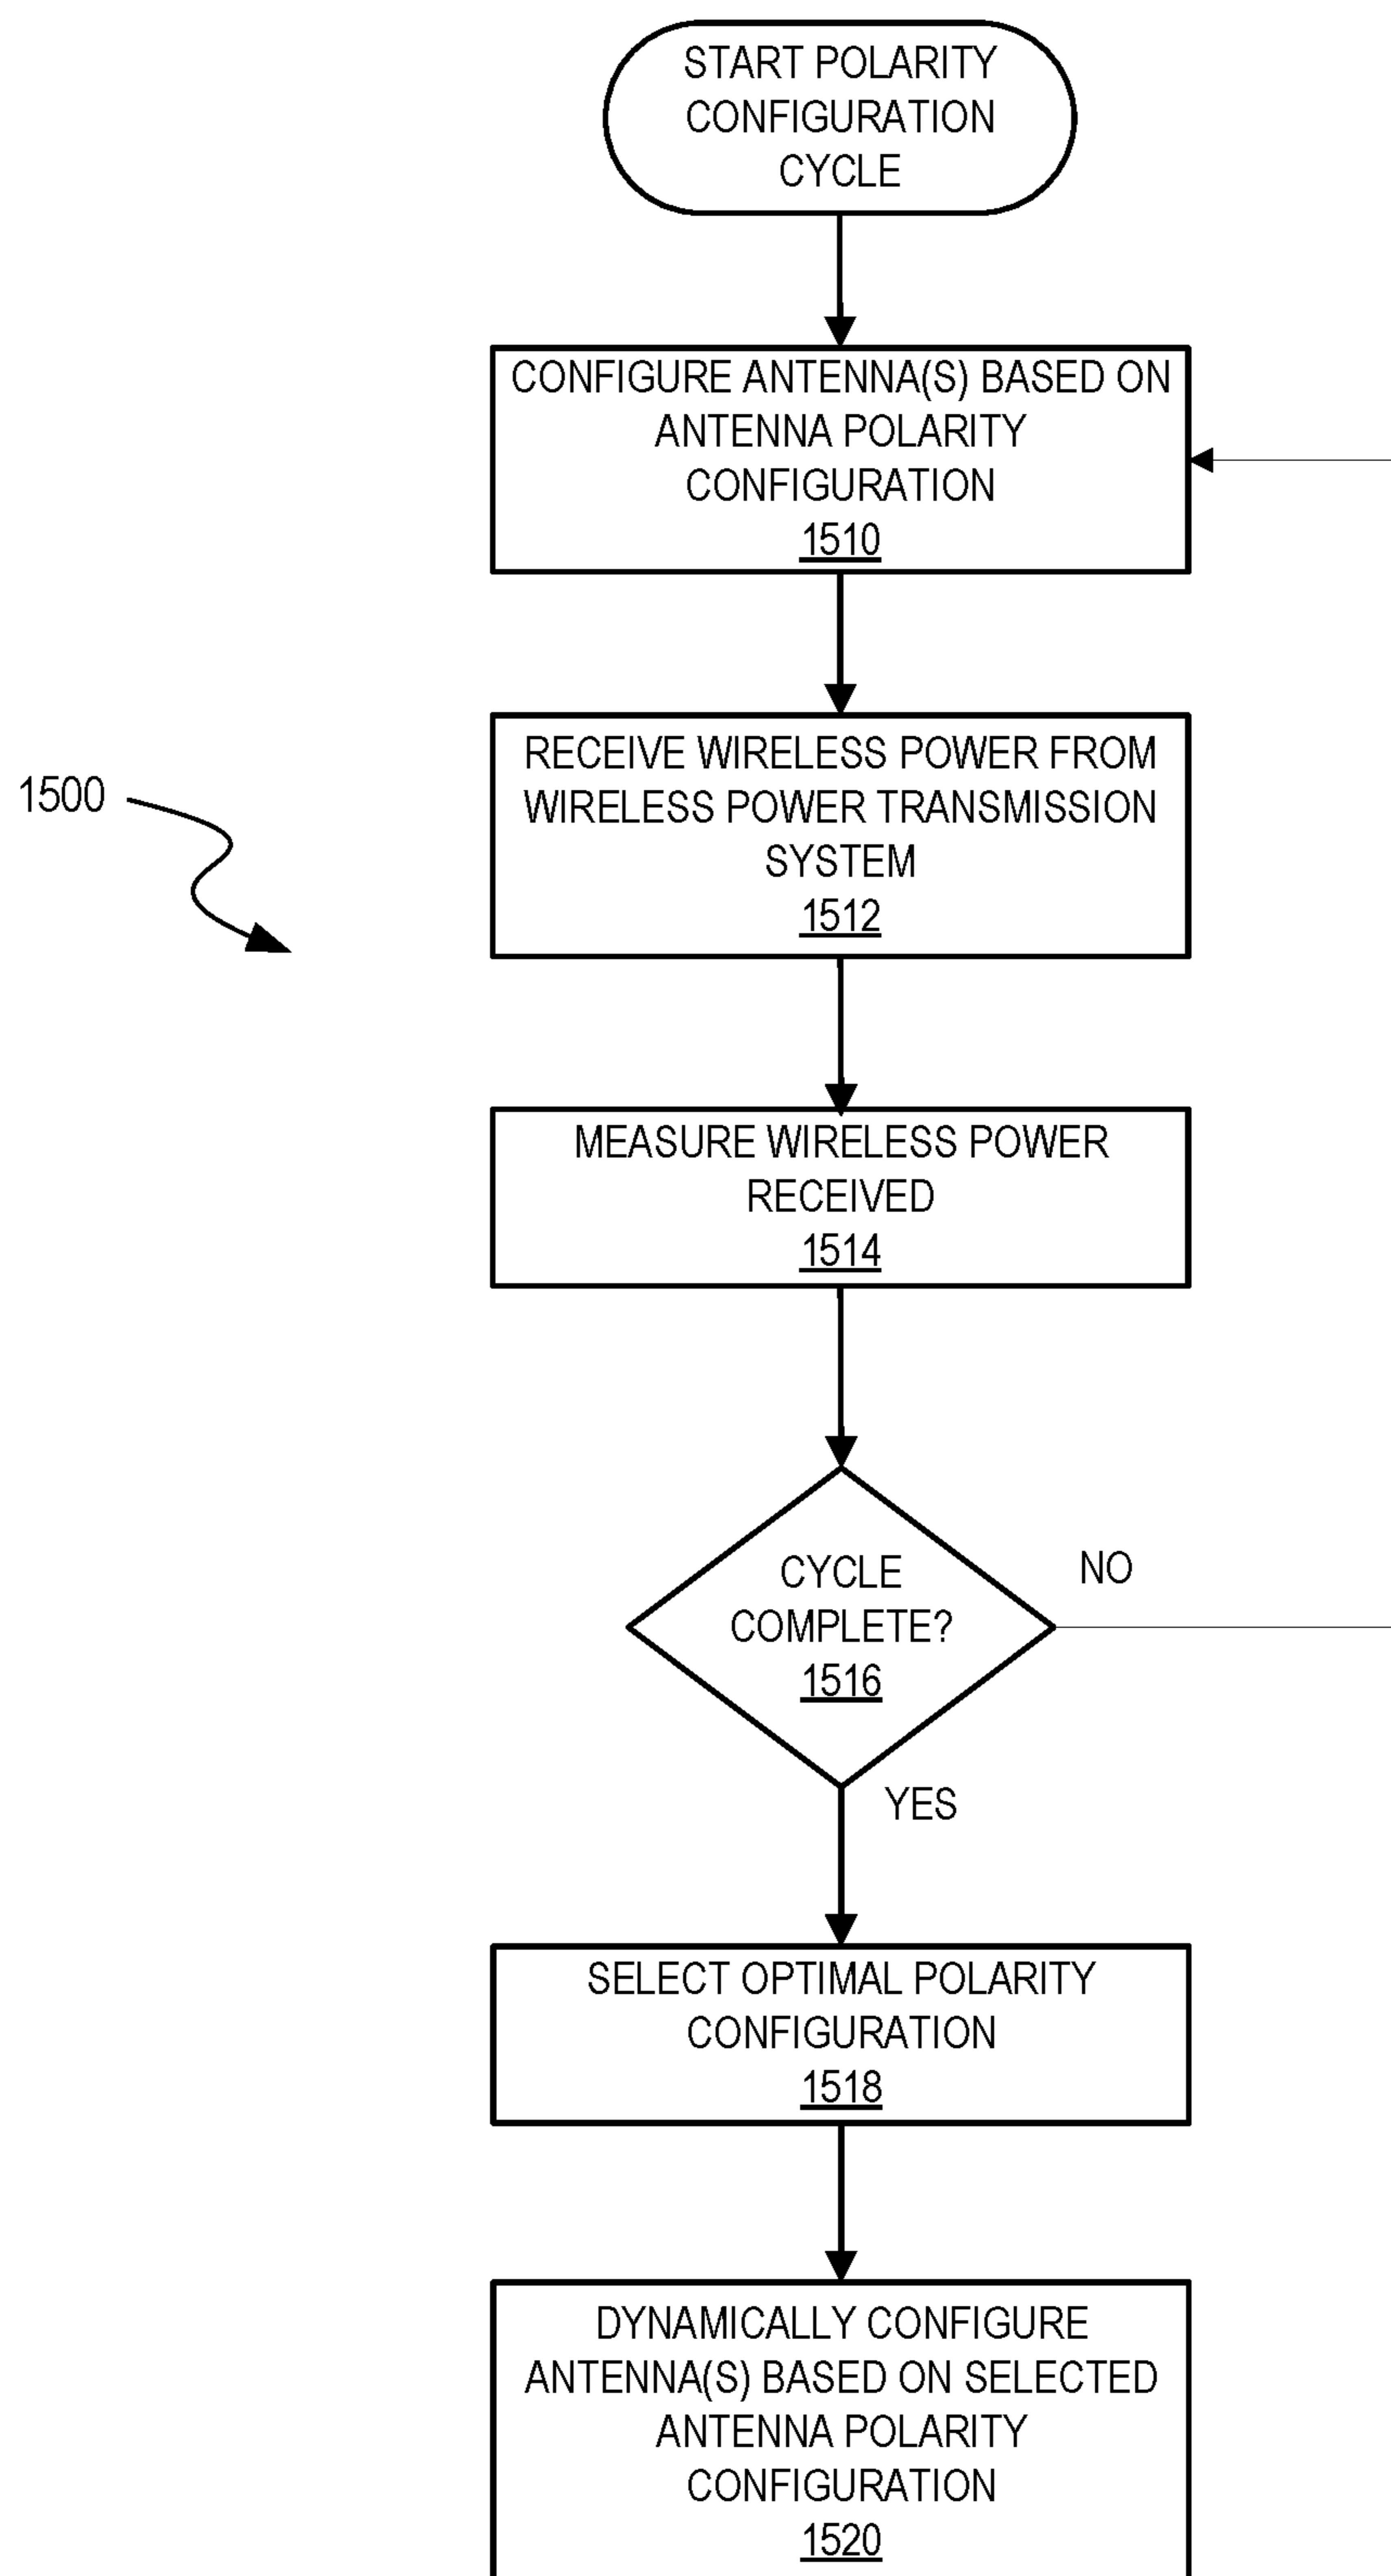 START POLARITY
CONFIGURATION
CYCLE
CONFIGURE ANTENNA(S) BASED ON
ANTENNA POLARITY
CONFIGURATION
1510
RECEIVE WIRELESS POWER FROM
WIRELESS POWER TRANSMISSION
SYSTEM
1512
1500
MEASURE WIRELESS POWER
RECEIVED
1514
CYCLE
COMPLETE?
1516
NO
YES
SELECT OPTIMAL POLARITY
CONFIGURATION
1518
DYNAMICALLY CONFIGURE
ANTENNA(S) BASED ON SELECTED
ANTENNA POLARITY
CONFIGURATION
1520